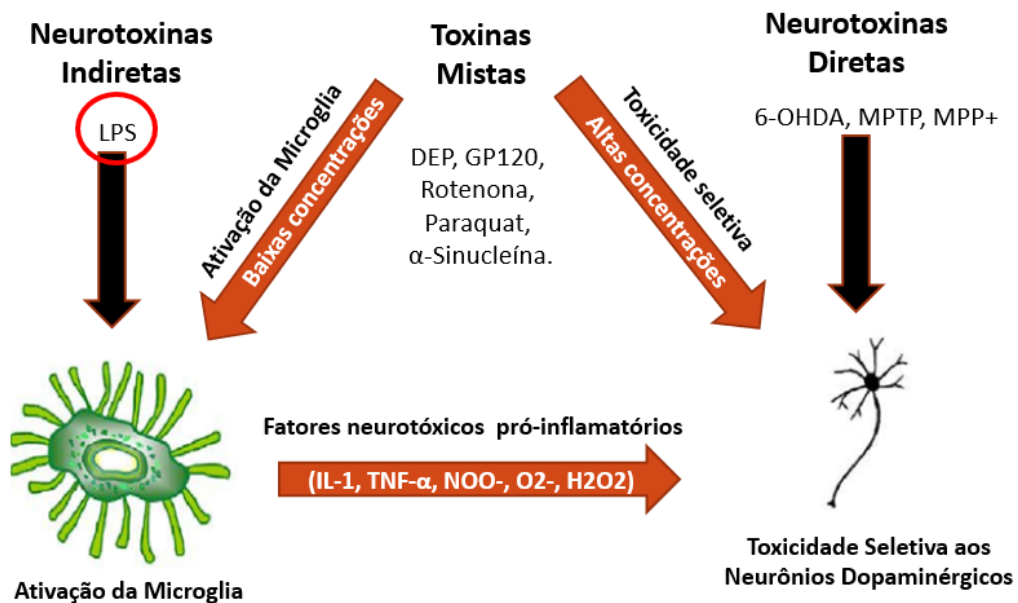 Neurotoxinas
Indiretas
LPS
Toxinas
Mistas
Neurotoxinas
Diretas
6-OHDA, MPTP, MPP+
Ativação da Microglia
Baixas concentrações
DEP, GP120,
Rotenona,
Paraquat,
α-Sinucleína.
Toxicidade seletiva
Altas concentrações
Fatores neurotóxicos pró-inflamatórios
(IL-1, TNF-α, NOO-, O2-, H2O2)
Ativação da Microglia
Toxicidade Seletiva aos
Neurônios Dopaminérgicos